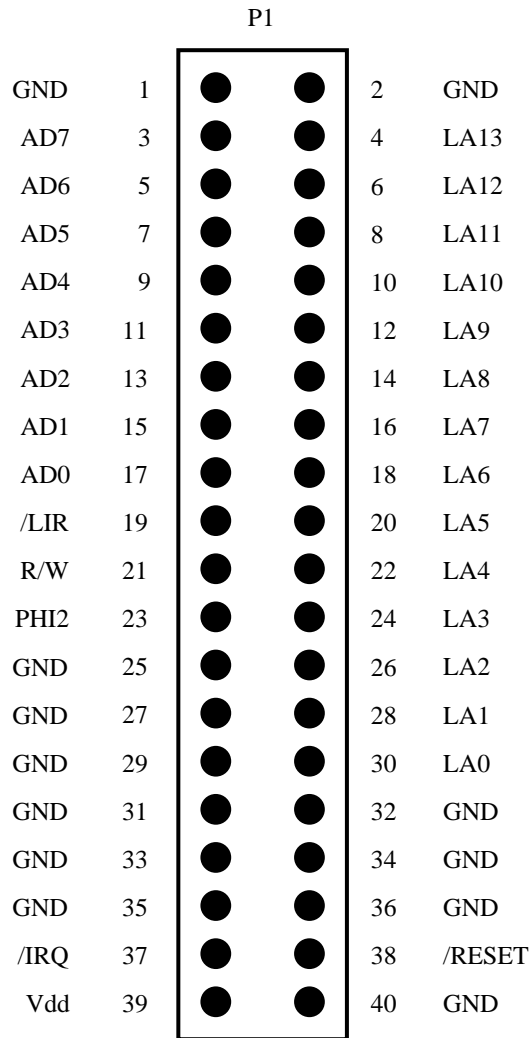 P1
GND 1 2 GND
AD7 3 4 LA13
AD6 5 6 LA12
AD5 7 8 LA11
AD4 9 10 LA10
AD3 11 12 LA9
AD2 13 14 LA8
AD1 15 16 LA7
AD0 17 18 LA6
/LIR 19 20 LA5
R/W 21 22 LA4
PHI2 23 24 LA3
GND 25 26 LA2
GND 27 28 LA1
GND 29 30 LA0
GND 31 32 GND
GND 33 34 GND
GND 35 36 GND
/IRQ 37 38 /RESET
Vdd 39 40 GND